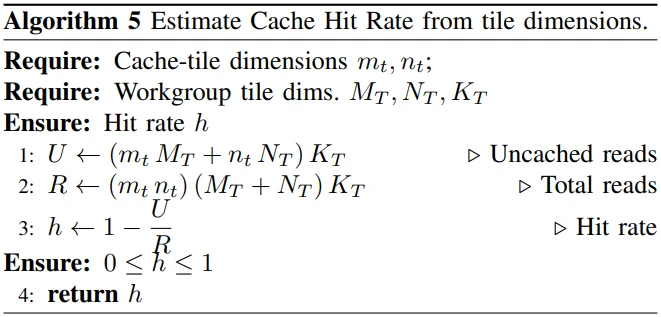 Algorithm 5 Estimate Cache Hit Rate from tile dimensions.
Require: Cache-tile dimensions m_t, n_t;
Require: Workgroup tile dims. M_T, N_T, K_T
Ensure: Hit rate h
1: U ← (m_t M_T + n_t N_T) K_T ▷ Uncached reads
2: R ← (m_t n_t) (M_T + N_T) K_T ▷ Total reads
3: h ← 1 − U/R ▷ Hit rate
Ensure: 0 ≤ h ≤ 1
4: return h